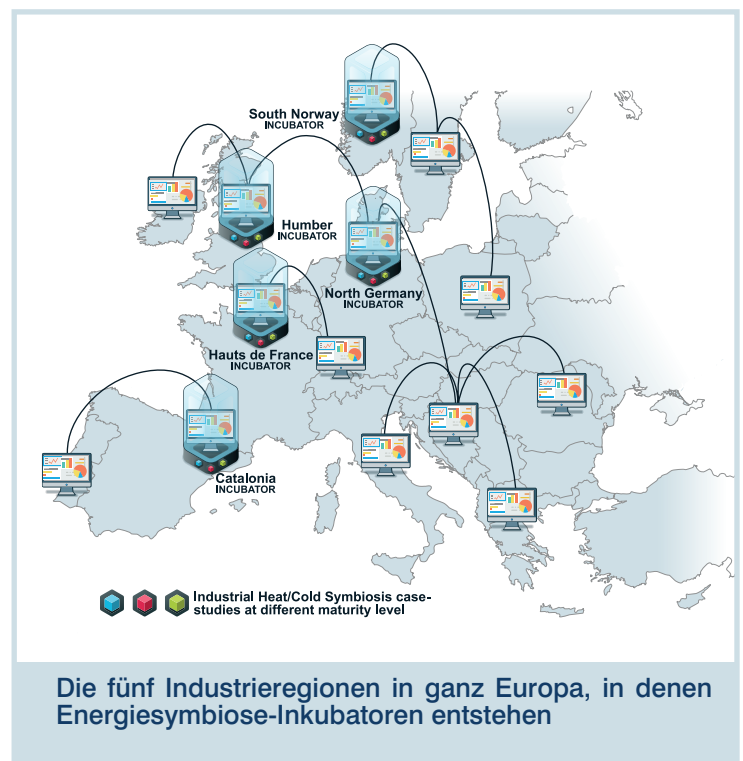 South Norway
INCUBATOR
Humber
INCUBATOR
North Germany
INCUBATOR
Hauts de France
INCUBATOR
Catalonia
INCUBATOR
Industrial Heat/Cold Symbiosis case-
studies at different maturity level
Die fünf Industrieregionen in ganz Europa, in denen
Energiesymbiose-Inkubatoren entstehen